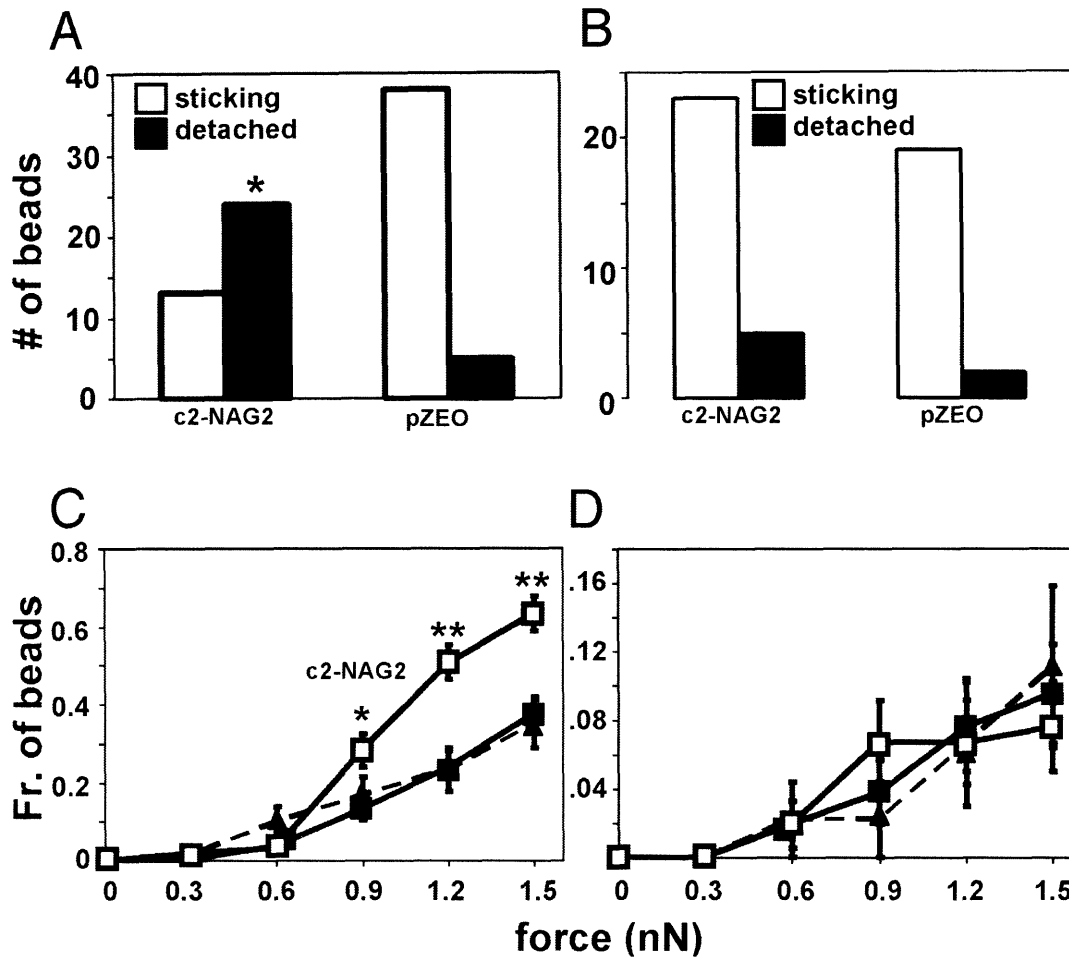 A
B
# of beads
40
30
20
10
0
sticking
detached
*
c2-NAG2
pZEO
20
10
0
sticking
detached
c2-NAG2
pZEO
C
D
Fr. of beads
0.8
0.6
0.4
0.2
0
c2-NAG2
*
**
**
0
0.3
0.6
0.9
1.2
1.5
.16
.12
.08
.04
0
0.3
0.6
0.9
1.2
1.5
force (nN)